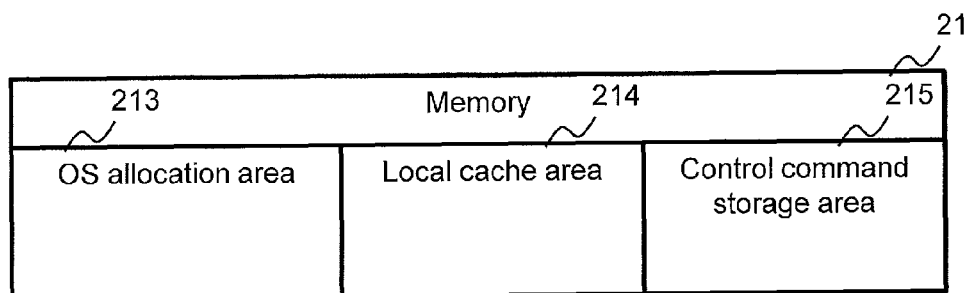 21
Memory
213
214
215
OS allocation area
Local cache area
Control command
storage area